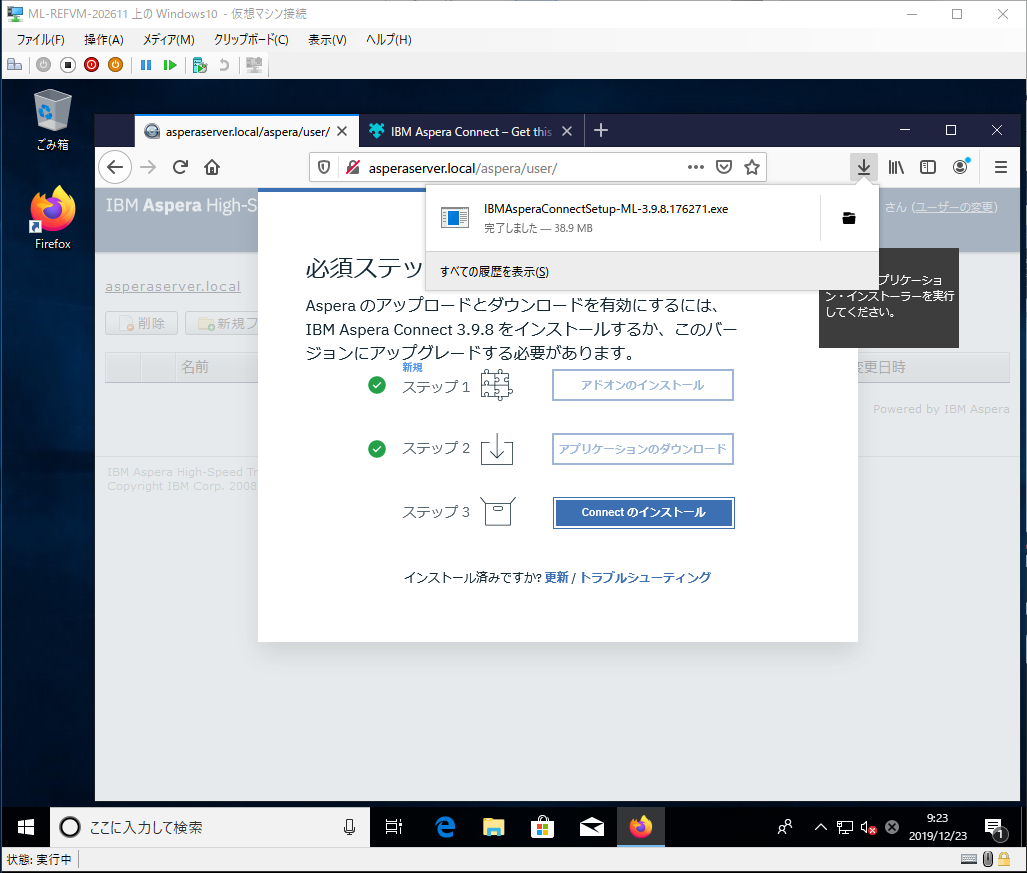 ML-REFVM-202611 上のWindows10 - 仮想マシン接続
ファイル(F) 操作(A) メディア(M) クリップボード(C) 表示(V) ヘルプ(H)
ごみ箱
Firefox
asperaserver.local/aspera/user/
IBM Aspera Connect – Get this
asperaserver.local/aspera/user/
IBM Aspera High-S
さん (ユーザーの変更)
IBMAsperaConnectSetup-ML-3.9.8.176271.exe
完了しました — 38.9 MB
すべての履歴を表示(S)
asperaserver.local
削除 新規フ
名前
変更日時
Powered by IBM Aspera
IBM Aspera High-Speed Tr
Copyright IBM Corp. 2008
プリケーショ
ン・インストーラーを実行
してください。
必須ステッ
Aspera のアップロードとダウンロードを有効にするには、
IBM Aspera Connect 3.9.8 をインストールするか、このバー
ジョンにアップグレードする必要があります。
新規
ステップ 1 アドオンのインストール
ステップ 2 アプリケーションのダウンロード
ステップ 3 Connect のインストール
インストール済みですか? 更新 / トラブルシューティング
ここに入力して検索
9:23
2019/12/23
1
状態: 実行中